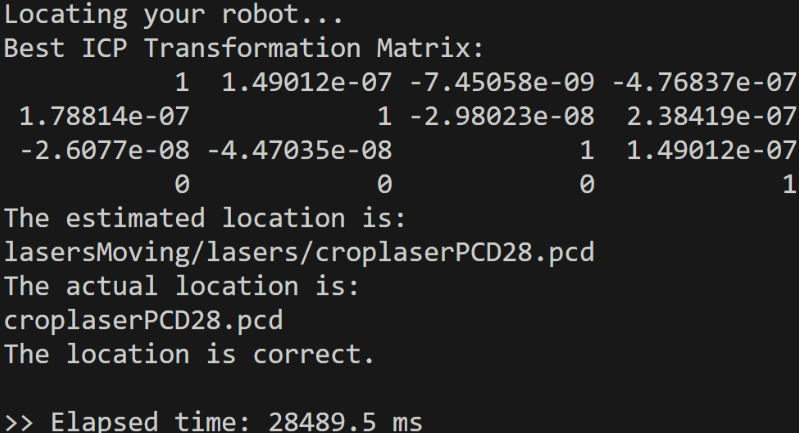 Locating your robot...
Best ICP Transformation Matrix:
1 1.49012e-07 -7.45058e-09 -4.76837e-07
1.78814e-07 1 -2.98023e-08 2.38419e-07
-2.6077e-08 -4.47035e-08 1 1.49012e-07
0 0 0 1
The estimated location is:
lasersMoving/lasers/croplaserPCD28.pcd
The actual location is:
croplaserPCD28.pcd
The location is correct.
>> Elapsed time: 28489.5 ms